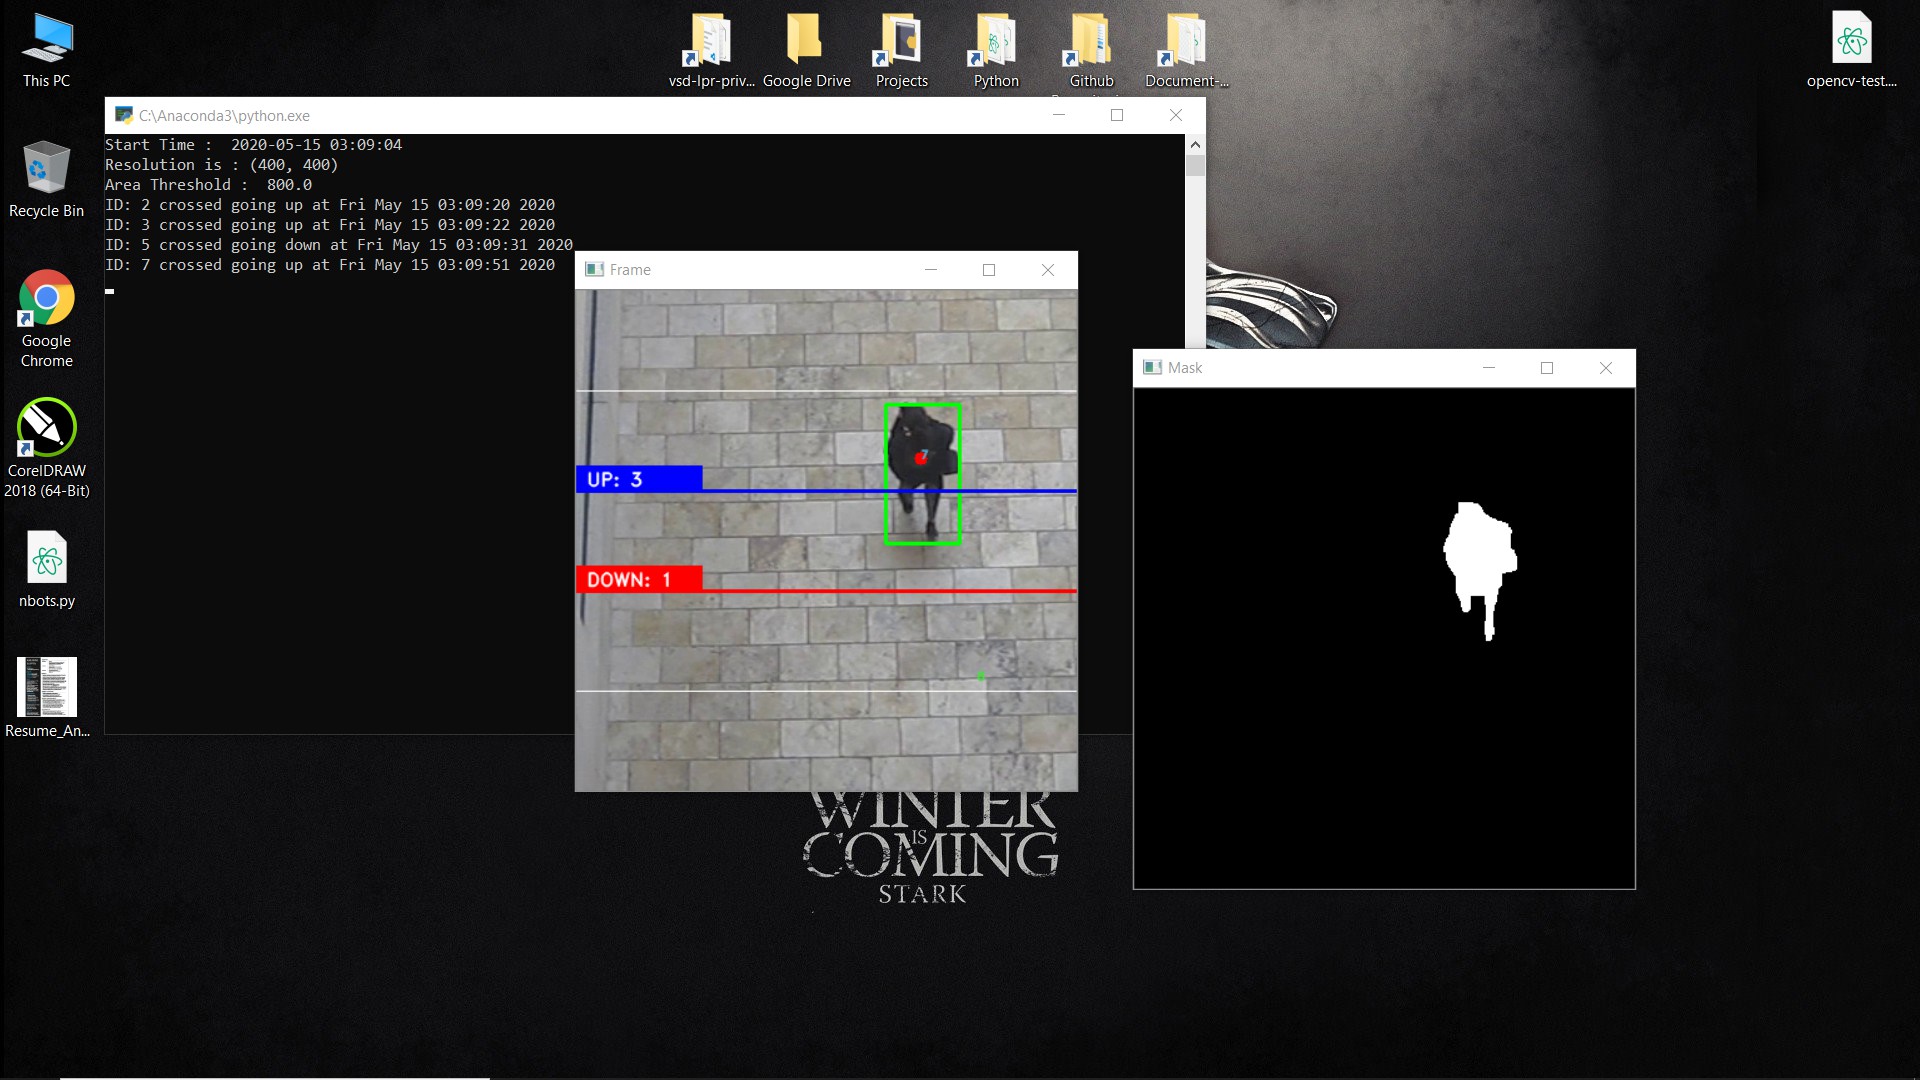 This PC
vsd-lpr-priv...
Google Drive
Projects
Python
Github
Document-...
opencv-test....
C:\Anaconda3\python.exe
Start Time :  2020-05-15 03:09:04
Resolution is : (400, 400)
Area Threshold :  800.0
ID: 2 crossed going up at Fri May 15 03:09:20 2020
ID: 3 crossed going up at Fri May 15 03:09:22 2020
ID: 5 crossed going down at Fri May 15 03:09:31 2020
ID: 7 crossed going up at Fri May 15 03:09:51 2020
Recycle Bin
Google
Chrome
CorelDRAW
2018 (64-Bit)
nbots.py
Resume_An...
Frame
7
UP: 3
DOWN: 1
Mask
WINTER
IS
COMING
STARK